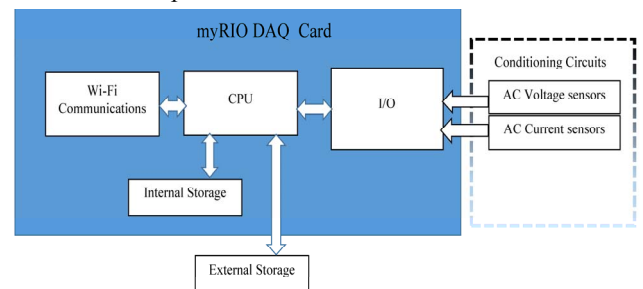 myRIO DAQ Card
Conditioning Circuits
Wi-Fi
Communications
CPU
I/O
AC Voltage sensors
AC Current sensors
Internal Storage
External Storage